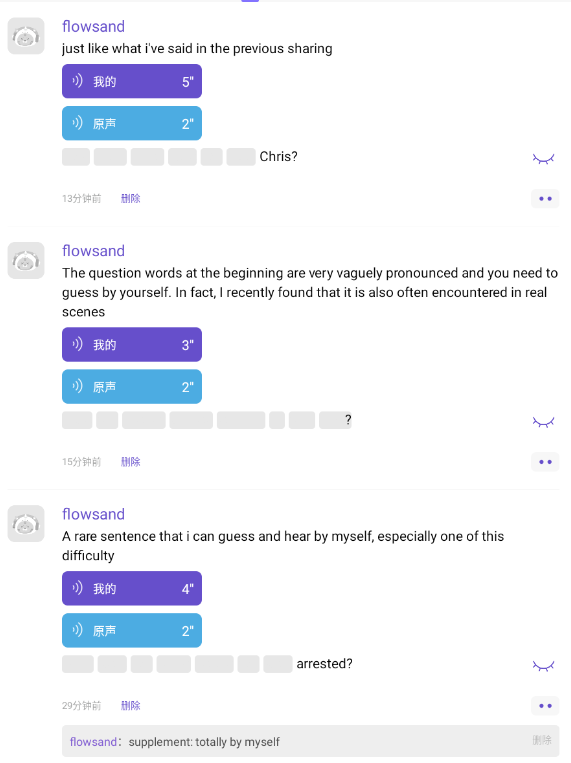 flowsand
just like what i've said in the previous sharing
我的 5"
原声 2"
Chris?
13分钟前 删除
flowsand
The question words at the beginning are very vaguely pronounced and you need to
guess by yourself. In fact, I recently found that it is also often encountered in real
scenes
我的 3"
原声 2"
?
15分钟前 删除
flowsand
A rare sentence that i can guess and hear by myself, especially one of this
difficulty
我的 4"
原声 2"
arrested?
29分钟前 删除
flowsand：supplement: totally by myself 删除